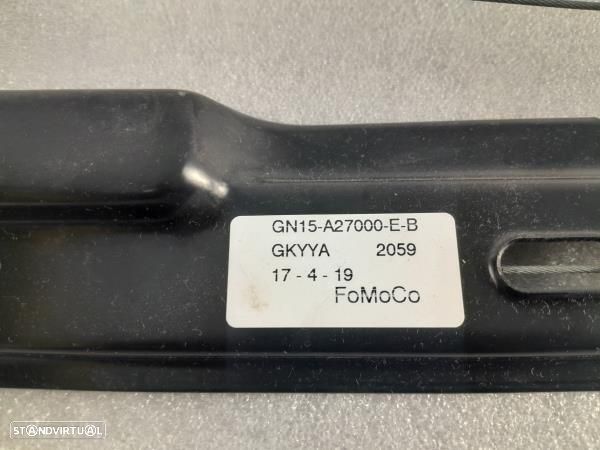 GN15-A27000-E-B
GKYYA 2059
17 - 4 - 19
FoMoCo
STANDVIRTUAL